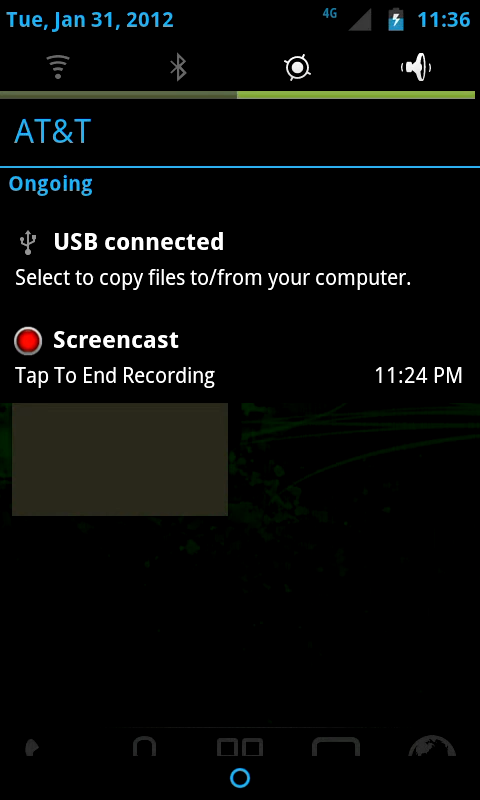 Tue, Jan 31, 2012 4G 11:36
AT&T
Ongoing
USB connected
Select to copy files to/from your computer.
Screencast
Tap To End Recording 11:24 PM